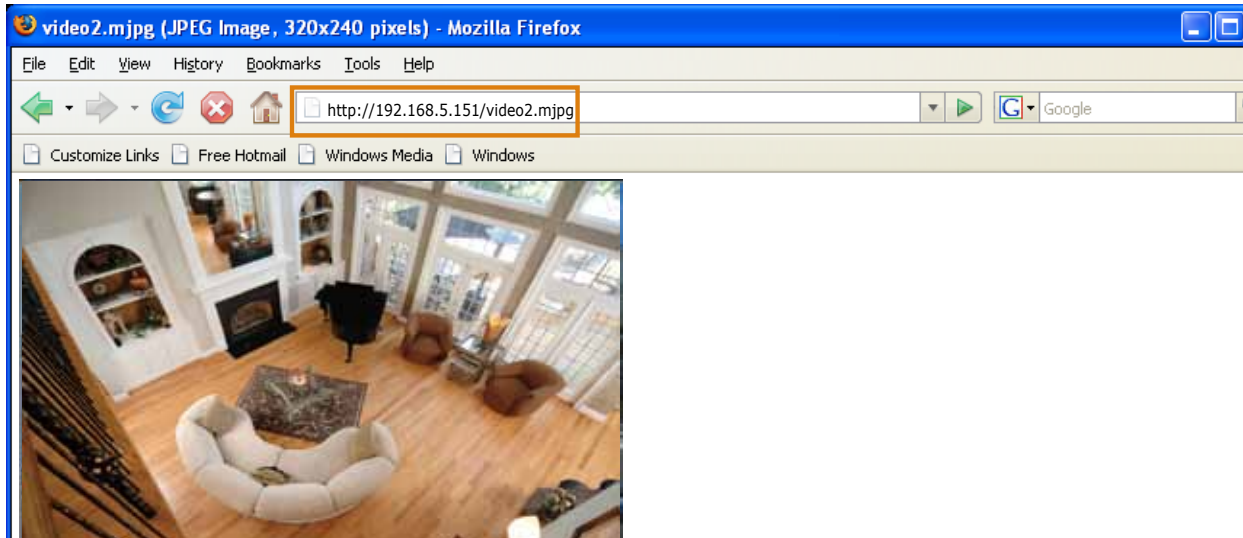 video2.mjpg (JPEG Image, 320x240 pixels) - Mozilla Firefox
File Edit View History Bookmarks Tools Help
http://192.168.5.151/video2.mjpg G Google
Customize Links Free Hotmail Windows Media Windows